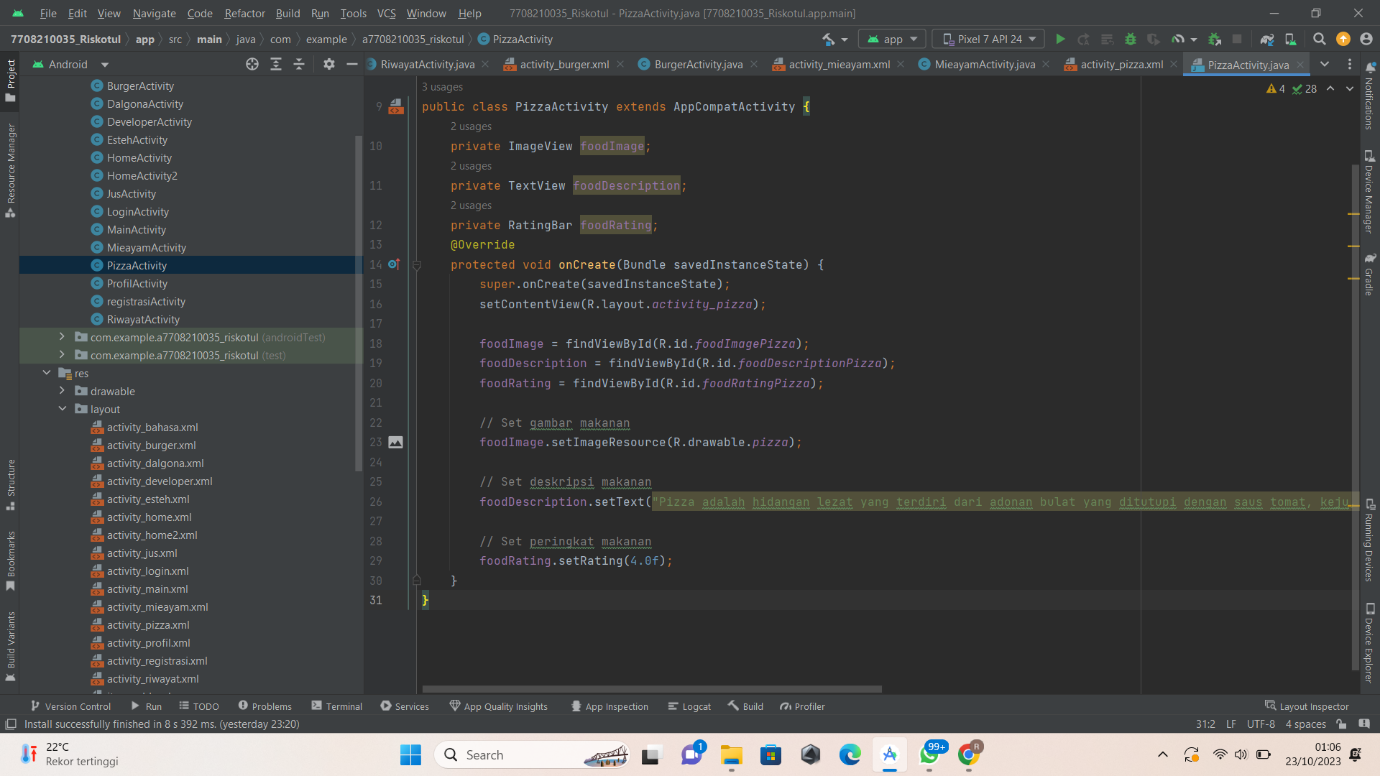 File Edit View Navigate Code Refactor Build Run Tools VCS Window Help 7708210035_Riskotul - PizzaActivity.java [7708210035_Riskotul.app.main]
7708210035_Riskotul app src main java com example a7708210035_riskotul PizzaActivity app Pixel 7 API 24
Android RiwayatActivity.java activity_burger.xml BurgerActivity.java activity_mieayam.xml MieayamActivity.java activity_pizza.xml PizzaActivity.java
Project
Resource Manager
Structure
Bookmarks
Build Variants
BurgerActivity
DalgonaActivity
DeveloperActivity
EstehActivity
HomeActivity
HomeActivity2
JusActivity
LoginActivity
MainActivity
MieayamActivity
PizzaActivity
ProfilActivity
registrasiActivity
RiwayatActivity
com.example.a7708210035_riskotul (androidTest)
com.example.a7708210035_riskotul (test)
res
drawable
layout
activity_bahasa.xml
activity_burger.xml
activity_dalgona.xml
activity_developer.xml
activity_esteh.xml
activity_home.xml
activity_home2.xml
activity_jus.xml
activity_login.xml
activity_main.xml
activity_mieayam.xml
activity_pizza.xml
activity_profil.xml
activity_registrasi.xml
activity_riwayat.xml
3 usages
4 28
9 public class PizzaActivity extends AppCompatActivity {
2 usages
10 private ImageView foodImage;
2 usages
11 private TextView foodDescription;
2 usages
12 private RatingBar foodRating;
13 @Override
14 protected void onCreate(Bundle savedInstanceState) {
15 super.onCreate(savedInstanceState);
16 setContentView(R.layout.activity_pizza);
17
18 foodImage = findViewById(R.id.foodImagePizza);
19 foodDescription = findViewById(R.id.foodDescriptionPizza);
20 foodRating = findViewById(R.id.foodRatingPizza);
21
22 // Set gambar makanan
23 foodImage.setImageResource(R.drawable.pizza);
24
25 // Set deskripsi makanan
26 foodDescription.setText("Pizza adalah hidangan lezat yang terdiri dari adonan bulat yang ditutupi dengan saus tomat, keju
27
28 // Set peringkat makanan
29 foodRating.setRating(4.0f);
30 }
31 }
Notifications
Device Manager
Gradle
Running Devices
Device Explorer
Version Control Run TODO Problems Terminal Services App Quality Insights App Inspection Logcat Build Profiler Layout Inspector
Install successfully finished in 8 s 392 ms. (yesterday 23:20) 31:2 LF UTF-8 4 spaces
22°C
Rekor tertinggi
Search
1
99+
R
01:06
23/10/2023